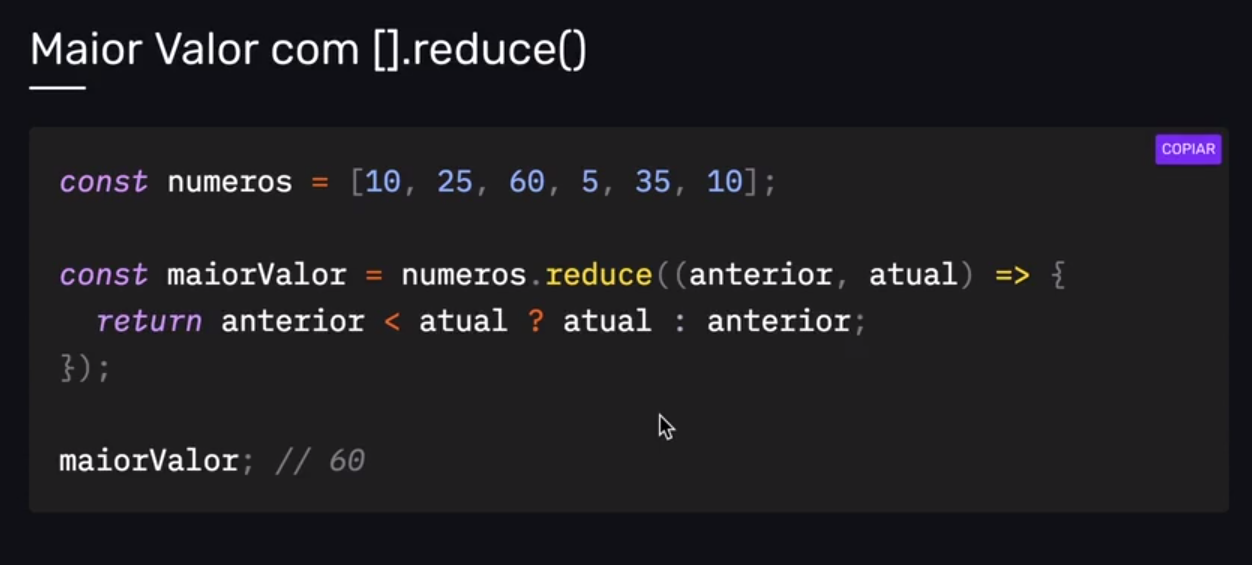 Maior Valor com [].reduce()
COPIAR
const numeros = [10, 25, 60, 5, 35, 10];
const maiorValor = numeros.reduce((anterior, atual) => {
return anterior < atual ? atual : anterior;
});
maiorValor; // 60